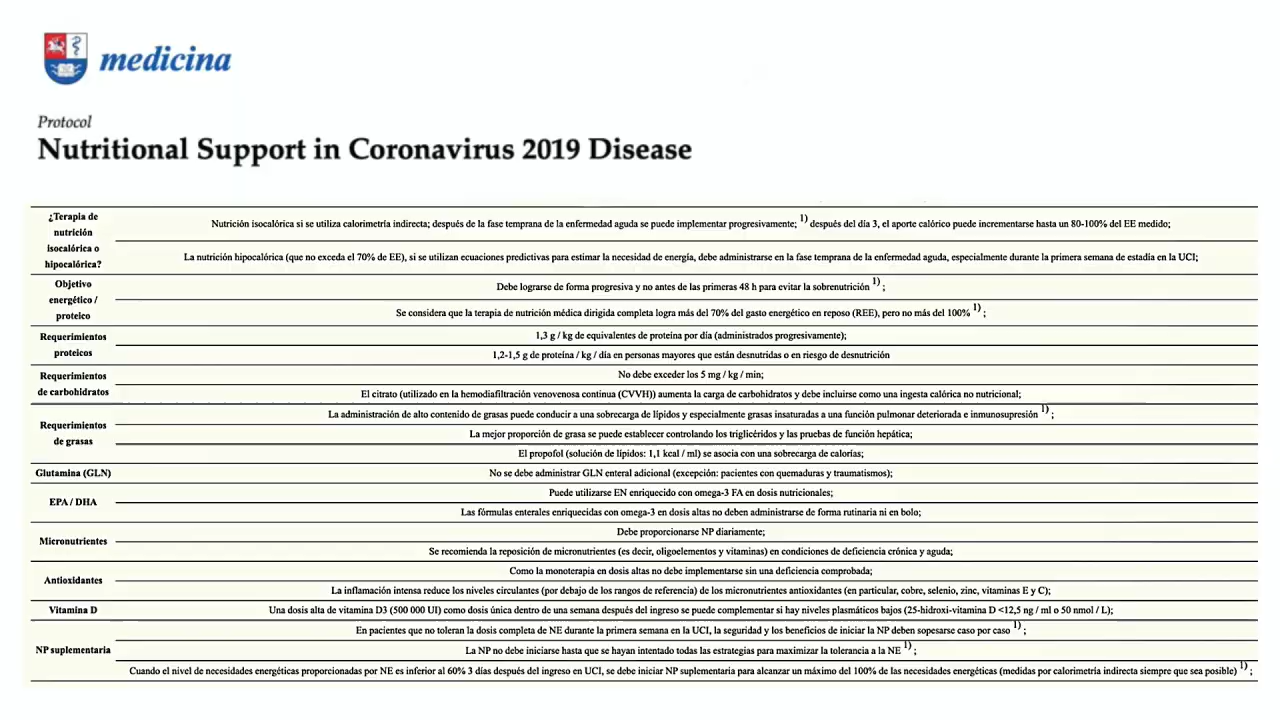 medicina
Protocol
Nutritional Support in Coronavirus 2019 Disease
¿Terapia de
nutrición
isocalórica o
hipocalórica?
Nutrición isocalórica si se utiliza calorimetría indirecta; después de la fase temprana de la enfermedad aguda se puede implementar progresivamente; 1) después del día 3, el aporte calórico puede incrementarse hasta un 80-100% del EE medido;
La nutrición hipocalórica (que no exceda el 70% de EE), si se utilizan ecuaciones predictivas para estimar la necesidad de energía, debe administrarse en la fase temprana de la enfermedad aguda, especialmente durante la primera semana de estadía en la UCI;
Objetivo
energético /
proteico
Debe lograrse de forma progresiva y no antes de las primeras 48 h para evitar la sobrenutrición 1) ;
Se considera que la terapia de nutrición médica dirigida completa logra más del 70% del gasto energético en reposo (REE), pero no más del 100% 1) ;
Requerimientos
proteicos
1,3 g / kg de equivalentes de proteína por día (administrados progresivamente);
1,2-1,5 g de proteína / kg / día en personas mayores que están desnutridas o en riesgo de desnutrición
Requerimientos
de carbohidratos
No debe exceder los 5 mg / kg / min;
El citrato (utilizado en la hemodiafiltración venovenosa continua (CVVH)) aumenta la carga de carbohidratos y debe incluirse como una ingesta calórica no nutricional;
Requerimientos
de grasas
La administración de alto contenido de grasas puede conducir a una sobrecarga de lípidos y especialmente grasas insaturadas a una función pulmonar deteriorada e inmunosupresión 1) ;
La mejor proporción de grasa se puede establecer controlando los triglicéridos y las pruebas de función hepática;
El propofol (solución de lípidos: 1,1 kcal / ml) se asocia con una sobrecarga de calorías;
Glutamina (GLN)
No se debe administrar GLN enteral adicional (excepción: pacientes con quemaduras y traumatismos);
EPA / DHA
Puede utilizarse EN enriquecido con omega-3 FA en dosis nutricionales;
Las fórmulas enterales enriquecidas con omega-3 en dosis altas no deben administrarse de forma rutinaria ni en bolo;
Micronutrientes
Debe proporcionarse NP diariamente;
Se recomienda la reposición de micronutrientes (es decir, oligoelementos y vitaminas) en condiciones de deficiencia crónica y aguda;
Antioxidantes
Como la monoterapia en dosis altas no debe implementarse sin una deficiencia comprobada;
La inflamación intensa reduce los niveles circulantes (por debajo de los rangos de referencia) de los micronutrientes antioxidantes (en particular, cobre, selenio, zinc, vitaminas E y C);
Vitamina D
Una dosis alta de vitamina D3 (500 000 UI) como dosis única dentro de una semana después del ingreso se puede complementar si hay niveles plasmáticos bajos (25-hidroxi-vitamina D <12,5 ng / ml o 50 nmol / L);
NP suplementaria
En pacientes que no toleran la dosis completa de NE durante la primera semana en la UCI, la seguridad y los beneficios de iniciar la NP deben sopesarse caso por caso 1) ;
La NP no debe iniciarse hasta que se hayan intentado todas las estrategias para maximizar la tolerancia a la NE 1) ;
Cuando el nivel de necesidades energéticas proporcionadas por NE es inferior al 60% 3 días después del ingreso en UCI, se debe iniciar NP suplementaria para alcanzar un máximo del 100% de las necesidades energéticas (medidas por calorimetría indirecta siempre que sea posible) 1) ;